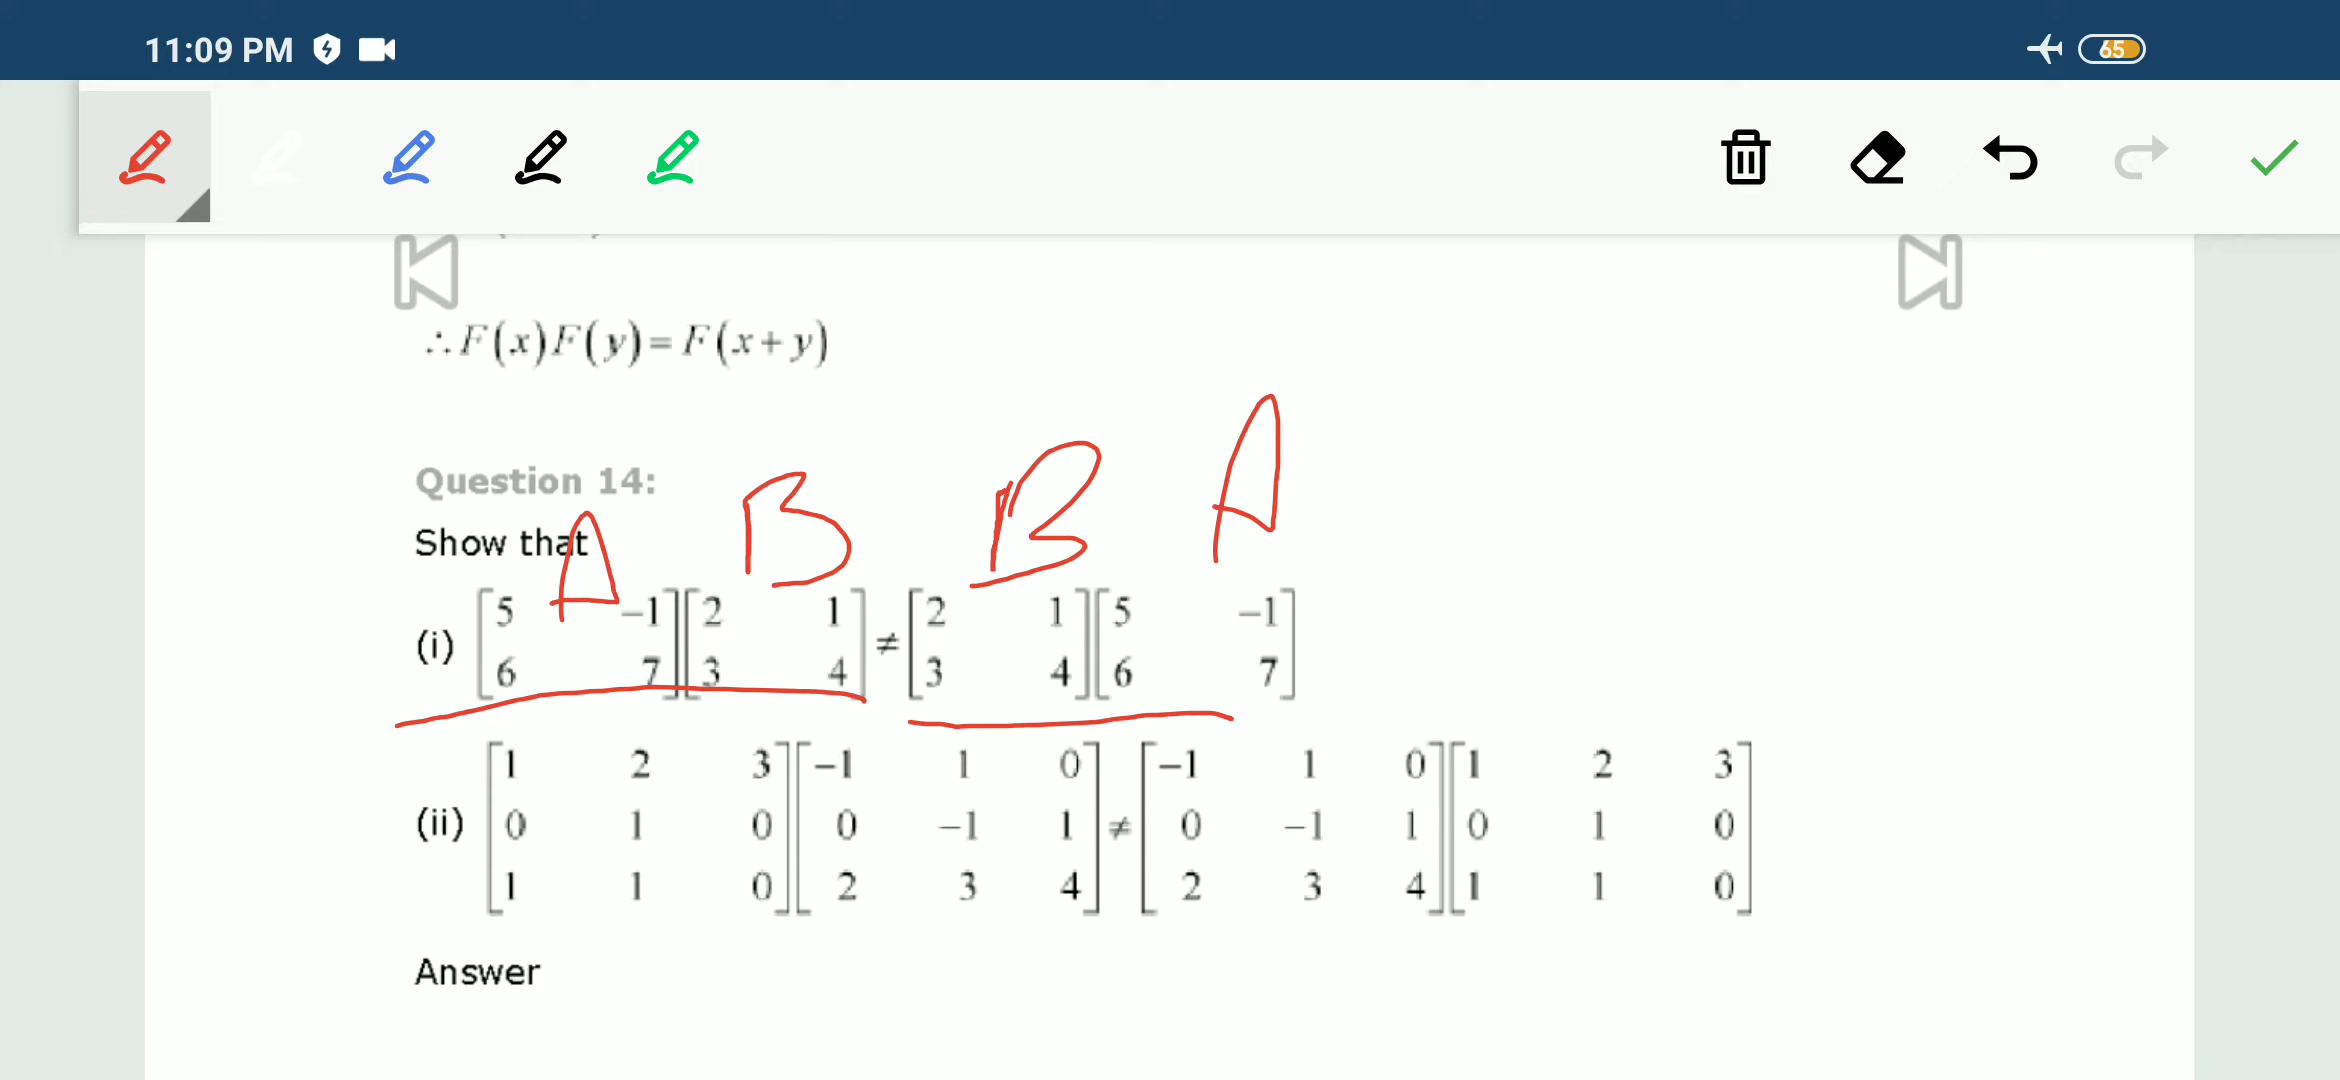 11:09 PM 65
∴ F(x)F(y) = F(x+y)
A B B A
Question 14:
Show that
(i) [5 −1; 6 7][2 1; 3 4] ≠ [2 1; 3 4][5 −1; 6 7]
(ii) [1 2 3; 0 1 0; 1 1 0][−1 1 0; 0 −1 1; 2 3 4] ≠ [−1 1 0; 0 −1 1; 2 3 4][1 2 3; 0 1 0; 1 1 0]
Answer